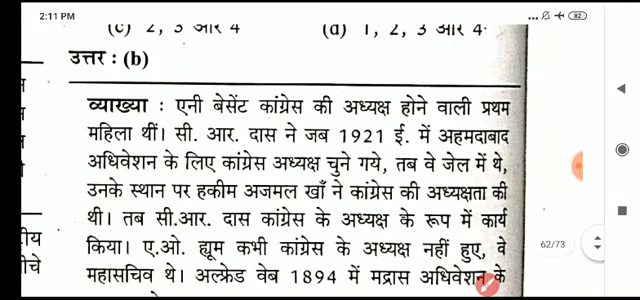 2:11 PM ... 82
(c) 2, 3 और 4 (d) 1, 2, 3 और 4
उत्तर : (b)
व्याख्या : एनी बेसेंट कांग्रेस की अध्यक्ष होने वाली प्रथम
महिला थीं। सी. आर. दास ने जब 1921 ई. में अहमदाबाद
अधिवेशन के लिए कांग्रेस अध्यक्ष चुने गये, तब वे जेल में थे,
उनके स्थान पर हकीम अजमल खाँ ने कांग्रेस की अध्यक्षता की
थी। तब सी.आर. दास कांग्रेस के अध्यक्ष के रूप में कार्य
किया। ए.ओ. ह्यूम कभी कांग्रेस के अध्यक्ष नहीं हुए, वे
महासचिव थे। अल्फ्रेड वेब 1894 में मद्रास अधिवेशन के
ीय
ीचे
62/73